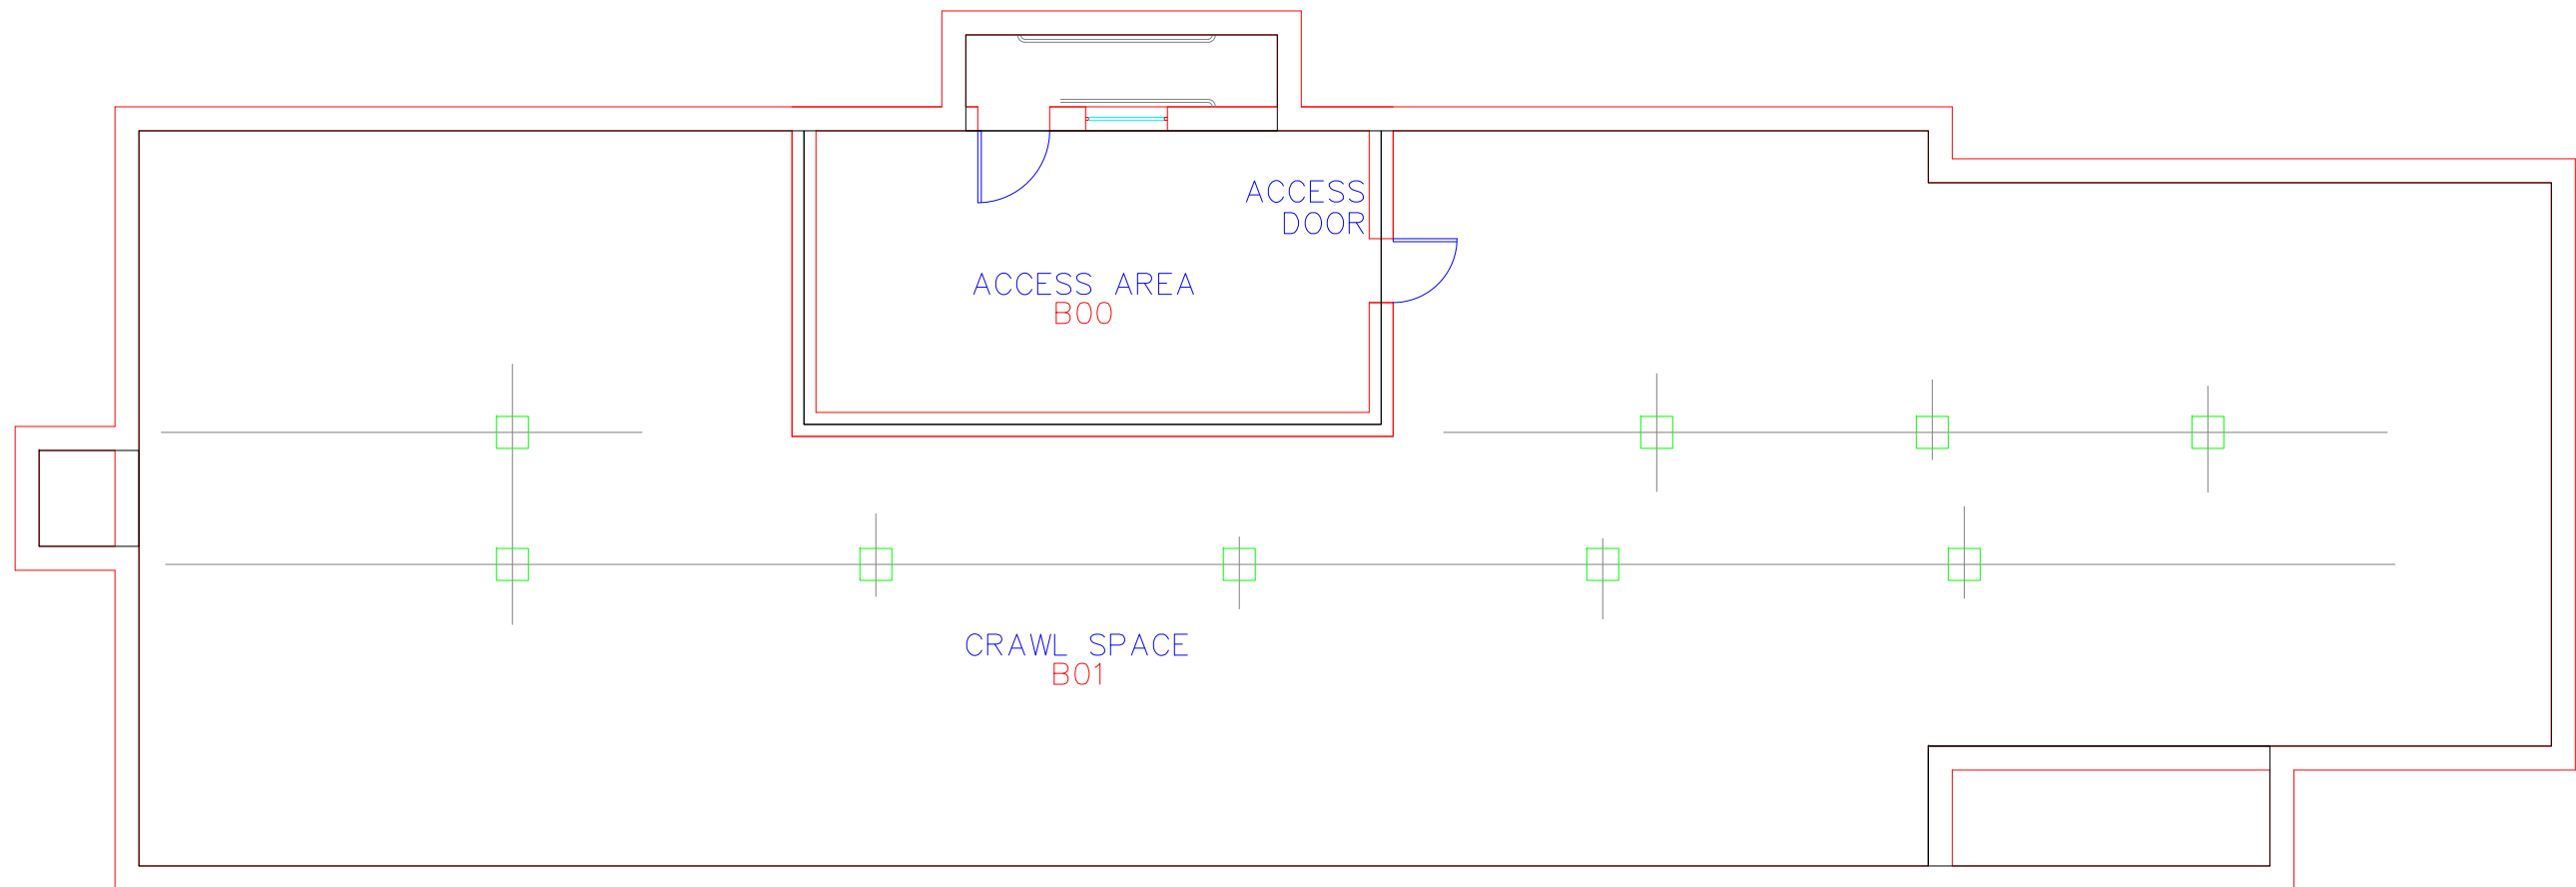 ACCESS
DOOR
ACCESS AREA
B00
CRAWL SPACE
B01